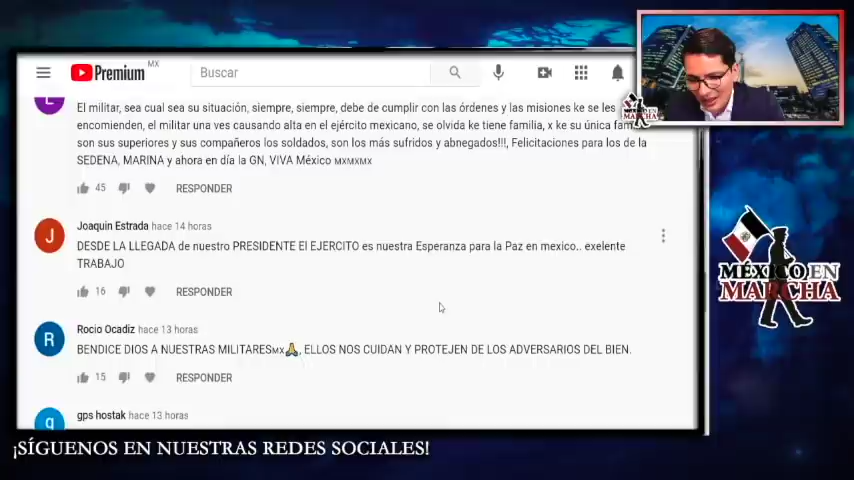 Premium MX
Buscar
El militar, sea cual sea su situación, siempre, siempre, debe de cumplir con las órdenes y las misiones ke se les
encomienden, el militar una ves causando alta en el ejército mexicano, se olvida ke tiene familia, x ke su única
son sus superiores y sus compañeros los soldados, son los más sufridos y abnegados!!!, Felicitaciones para los de la
SEDENA, MARINA y ahora en día la GN, VIVA México MXMXMX
45 RESPONDER
J
Joaquin Estrada hace 14 horas
DESDE LA LLEGADA de nuestro PRESIDENTE El EJERCITO es nuestra Esperanza para la Paz en mexico.. exelente
TRABAJO
16 RESPONDER
R
Rocio Ocadiz hace 13 horas
BENDICE DIOS A NUESTRAS MILITARESMX🙏, ELLOS NOS CUIDAN Y PROTEJEN DE LOS ADVERSARIOS DEL BIEN.
15 RESPONDER
g
gps hostak hace 13 horas
MÉXICO EN
MARCHA
¡SÍGUENOS EN NUESTRAS REDES SOCIALES!